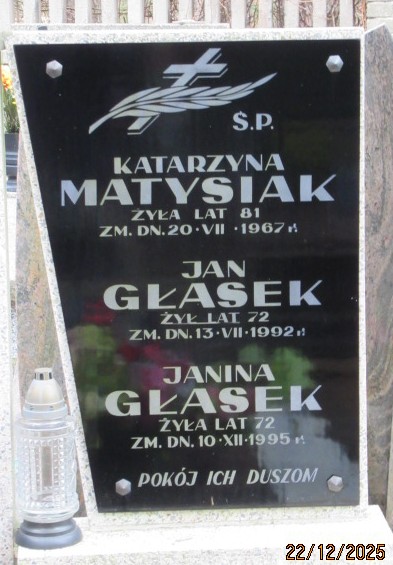 Ś.P.
KATARZYNA
MATYSIAK
ŻYŁA LAT 81
ZM. DN. 20·VII·1967 r.
JAN
GŁASEK
ŻYŁ LAT 72
ZM. DN. 13·VII·1992 r.
JANINA
GŁASEK
ŻYŁA LAT 72
ZM. DN. 10·XII·1995 r.
POKÓJ ICH DUSZOM
22/12/2025